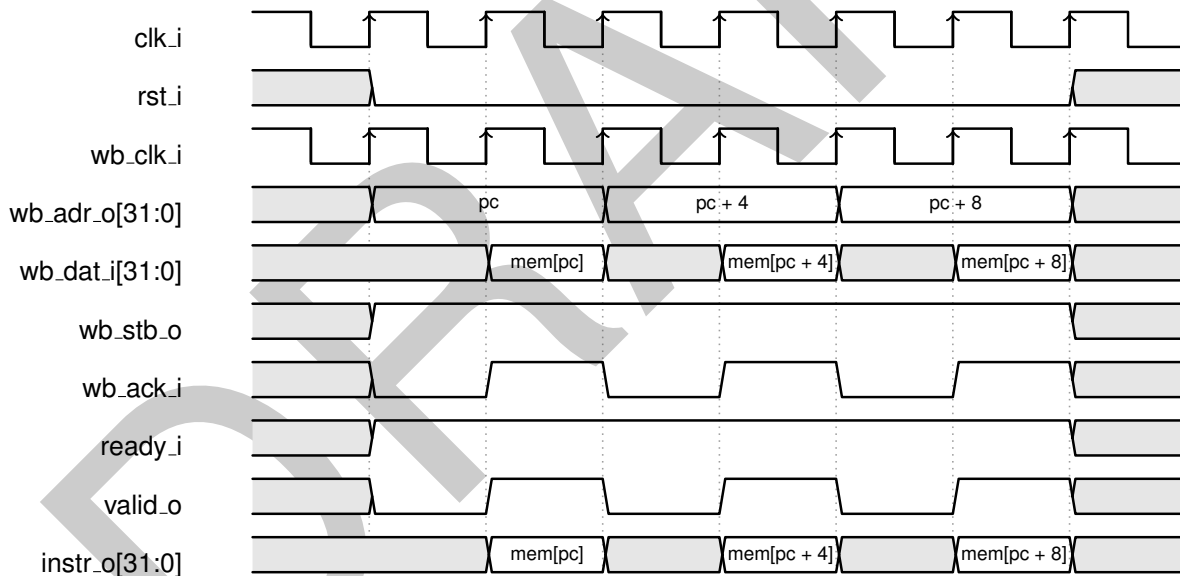 clk_i
rst_i
wb_clk_i
wb_adr_o[31:0] pc pc + 4 pc + 8
wb_dat_i[31:0] mem[pc] mem[pc + 4] mem[pc + 8]
wb_stb_o
wb_ack_i
ready_i
valid_o
instr_o[31:0] mem[pc] mem[pc + 4] mem[pc + 8]